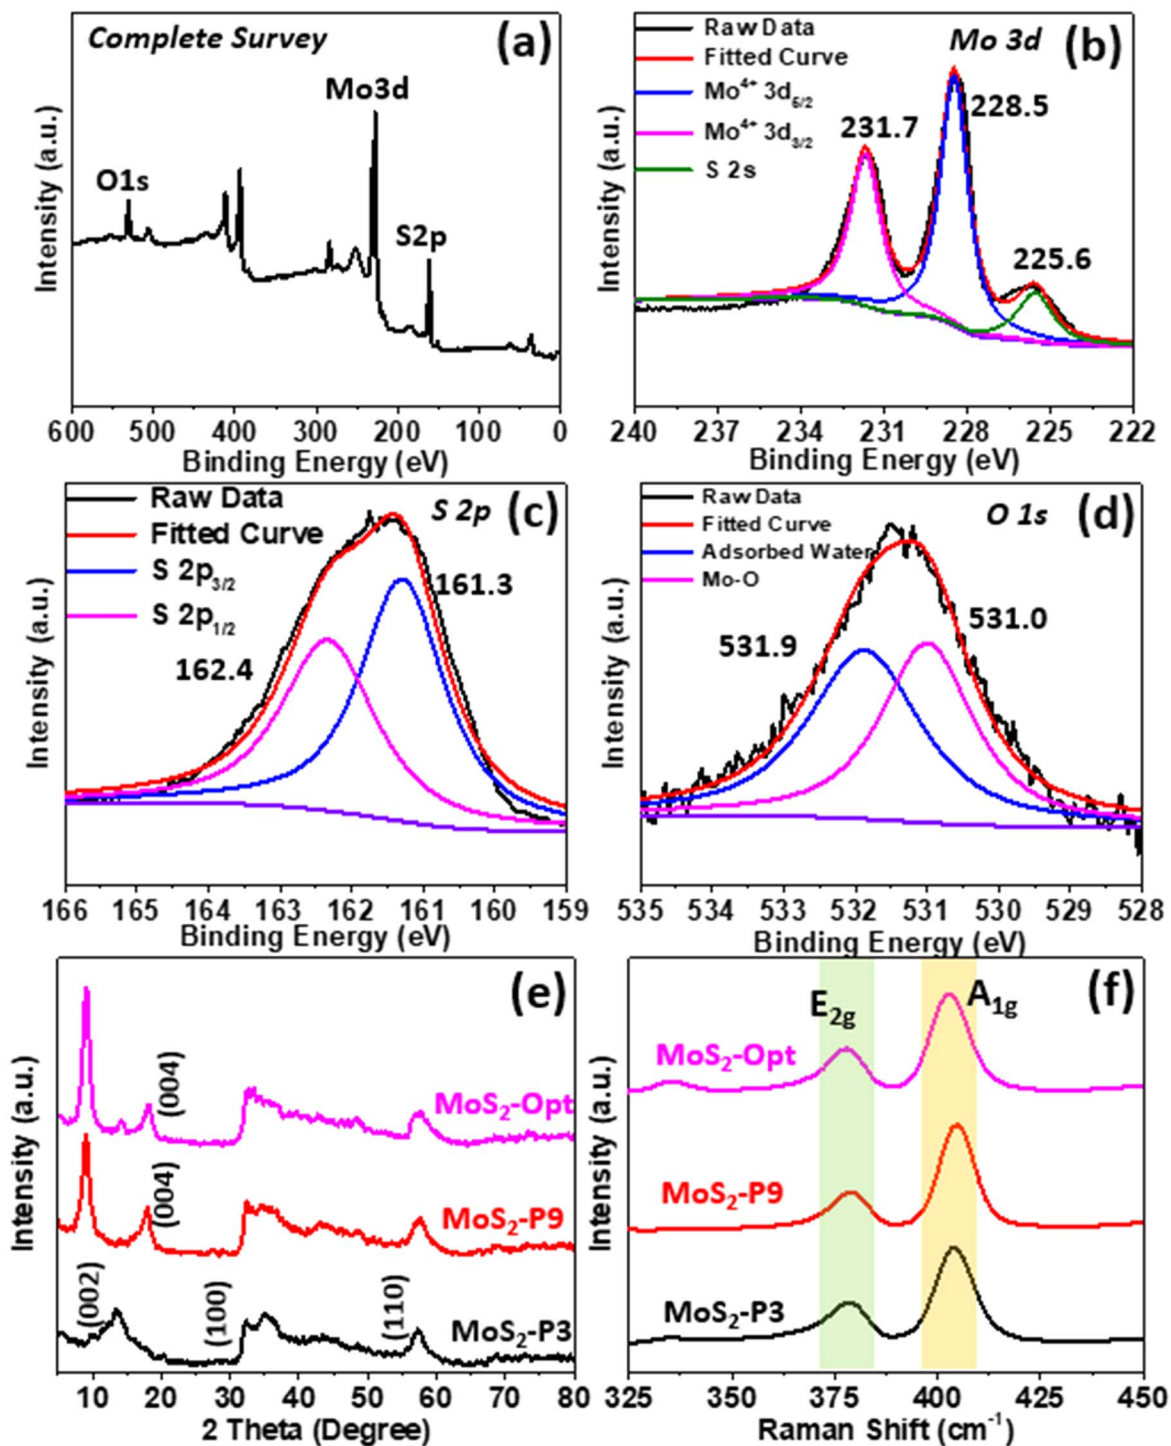 Complete Survey
(a)
Mo3d
O1s
S2p
Intensity (a.u.)
600 500 400 300 200 100 0
Binding Energy (eV)
Raw Data
Fitted Curve
Mo⁴⁺ 3d₅/₂
Mo⁴⁺ 3d₃/₂
S 2s
Mo 3d
(b)
228.5
231.7
225.6
Intensity (a.u.)
240 237 234 231 228 225 222
Binding Energy (eV)
Raw Data
Fitted Curve
S 2p₃/₂
S 2p₁/₂
S 2p
(c)
161.3
162.4
Intensity (a.u.)
166 165 164 163 162 161 160 159
Binding Energy (eV)
Raw Data
Fitted Curve
Adsorbed Water
Mo-O
O 1s
(d)
531.0
531.9
Intensity (a.u.)
535 534 533 532 531 530 529 528
Binding Energy (eV)
(e)
(004)
MoS₂-Opt
(004)
MoS₂-P9
(002)
(100)
(110)
MoS₂-P3
Intensity (a.u.)
10 20 30 40 50 60 70 80
2 Theta (Degree)
E₂g
A₁g
(f)
MoS₂-Opt
MoS₂-P9
MoS₂-P3
Intensity (a.u.)
325 350 375 400 425 450
Raman Shift (cm⁻¹)